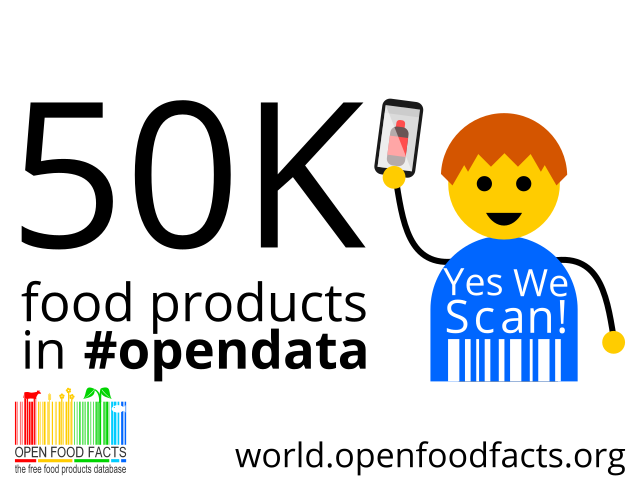 50K
food products
in #opendata
Yes We
Scan!
OPEN FOOD FACTS
the free food products database
world.openfoodfacts.org